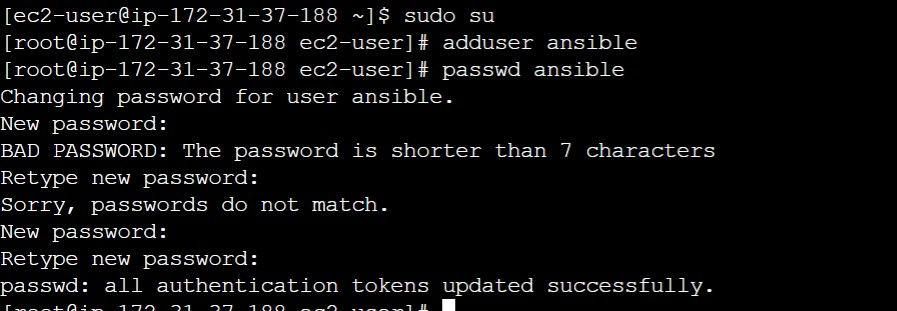 [ec2-user@ip-172-31-37-188 ~]$ sudo su
[root@ip-172-31-37-188 ec2-user]# adduser ansible
[root@ip-172-31-37-188 ec2-user]# passwd ansible
Changing password for user ansible.
New password:
BAD PASSWORD: The password is shorter than 7 characters
Retype new password:
Sorry, passwords do not match.
New password:
Retype new password:
passwd: all authentication tokens updated successfully.
[root@ip-172-31-37-188 ec2-user]#